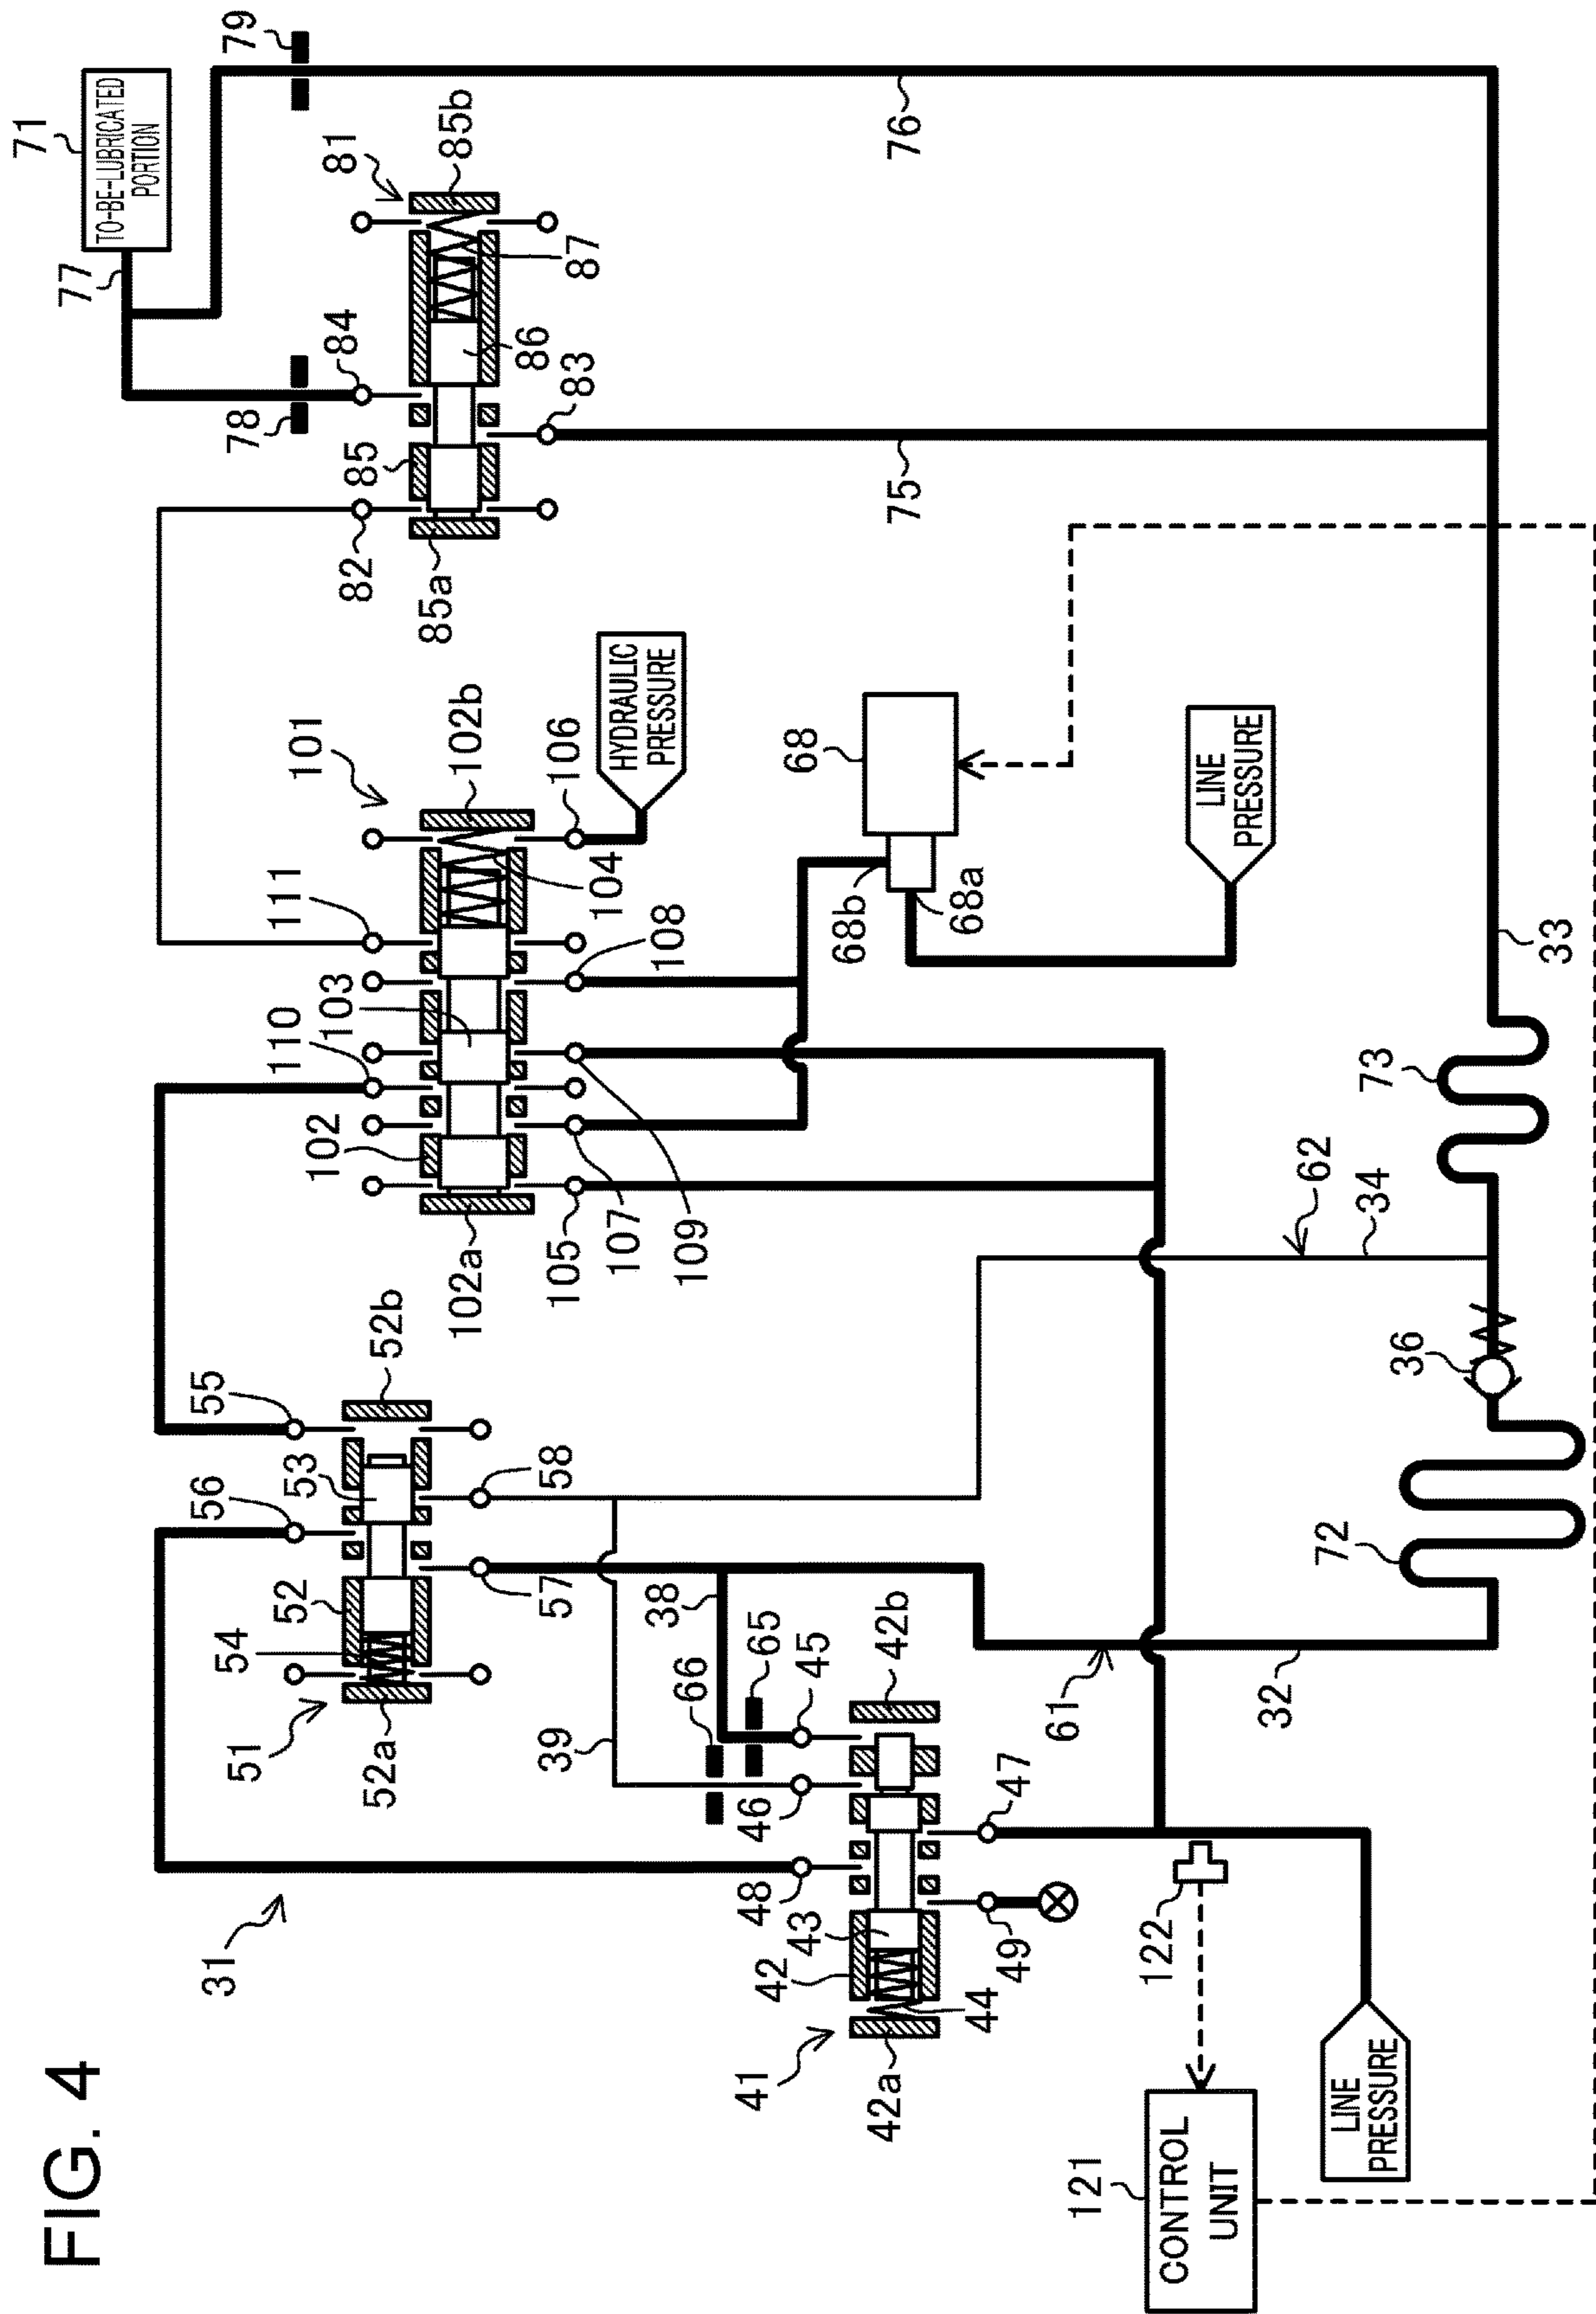 FIG. 4
31
71
TO-BE-LUBRICATED
PORTION
77
79
78
84
81
85b
87
86
83
85
82
85a
76
75
101
102b
106
HYDRAULIC
PRESSURE
111
104
108
110
103
102
102a
105
107
109
68
68b
68a
LINE
PRESSURE
33
73
62
34
36
72
55
52b
56
53
58
52
54
57
51
52a
38
65
66
39
45
42b
46
47
48
43
49
42
44
41
42a
61
32
122
121
CONTROL
UNIT
LINE
PRESSURE